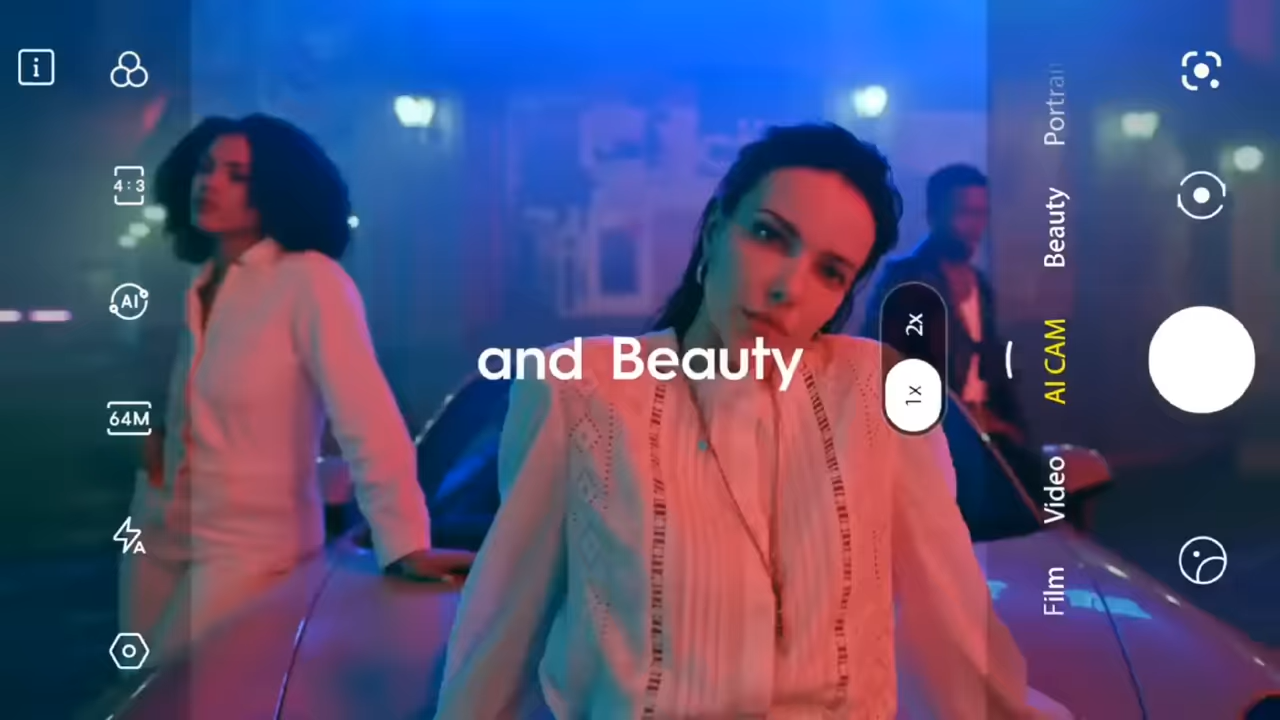 i
4:3
AI
64M
A
and Beauty
2x
1x
Portrait
Beauty
AI CAM
Video
Film